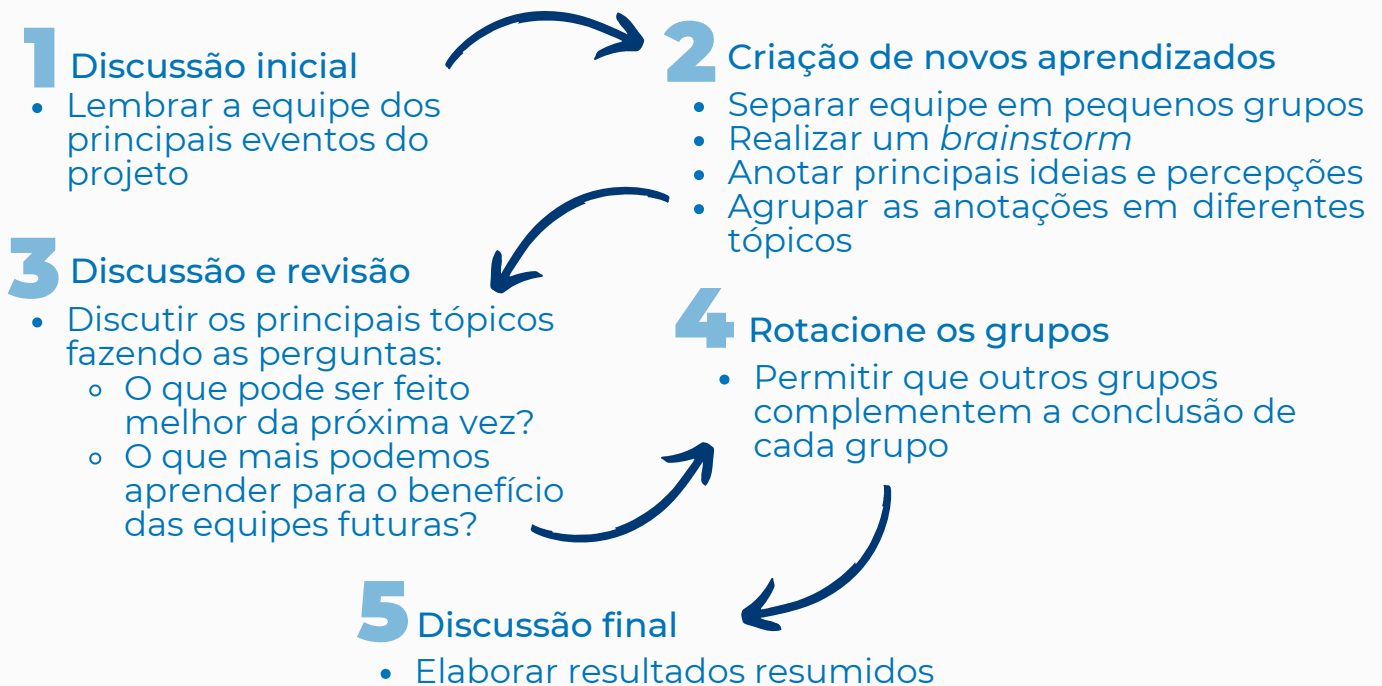 1 Discussão inicial
• Lembrar a equipe dos
principais eventos do
projeto
2 Criação de novos aprendizados
• Separar equipe em pequenos grupos
• Realizar um brainstorm
• Anotar principais ideias e percepções
• Agrupar as anotações em diferentes
tópicos
3 Discussão e revisão
• Discutir os principais tópicos
fazendo as perguntas:
◦ O que pode ser feito
melhor da próxima vez?
◦ O que mais podemos
aprender para o benefício
das equipes futuras?
4 Rotacione os grupos
• Permitir que outros grupos
complementem a conclusão de
cada grupo
5 Discussão final
• Elaborar resultados resumidos